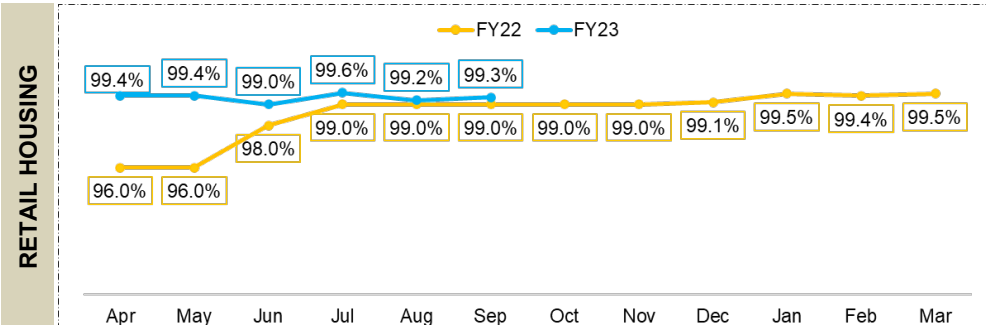 RETAIL HOUSING
FY22 FY23
99.4% 99.4% 99.0% 99.6% 99.2% 99.3%
96.0% 96.0% 98.0% 99.0% 99.0% 99.0% 99.0% 99.0% 99.1% 99.5% 99.4% 99.5%
Apr May Jun Jul Aug Sep Oct Nov Dec Jan Feb Mar